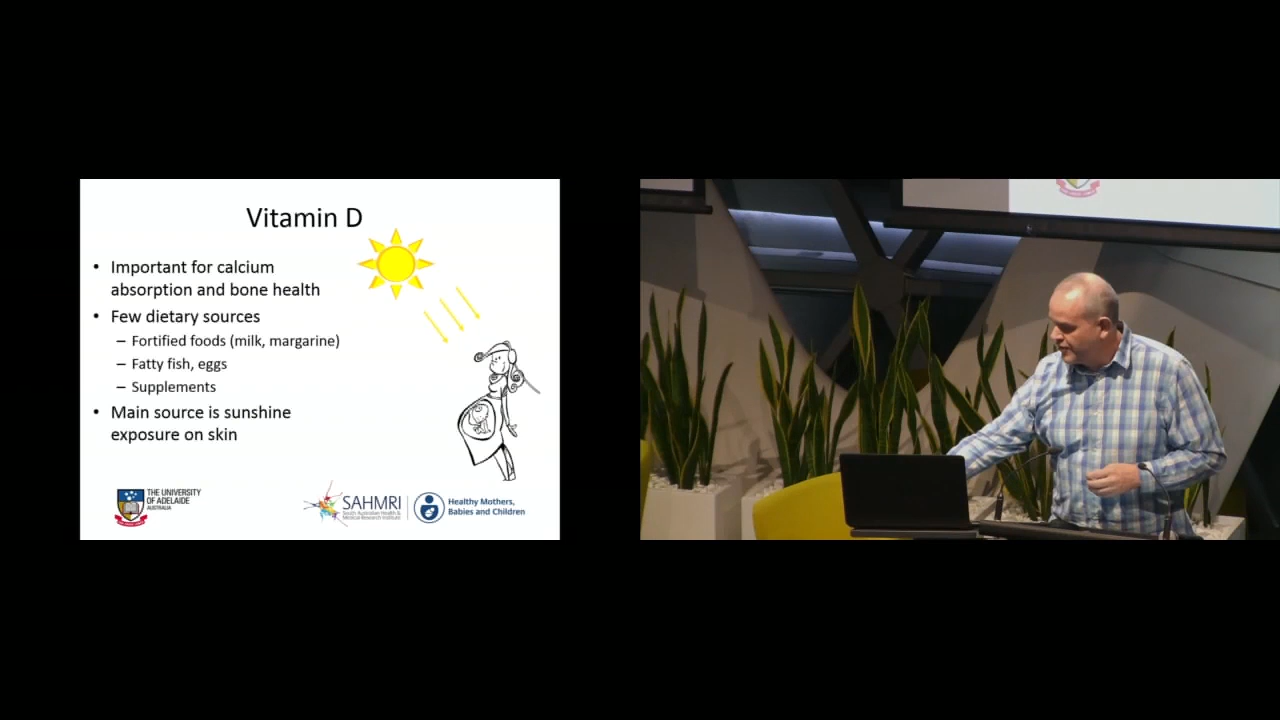 Vitamin D
• Important for calcium
absorption and bone health
• Few dietary sources
– Fortified foods (milk, margarine)
– Fatty fish, eggs
– Supplements
• Main source is sunshine
exposure on skin
THE UNIVERSITY
OF ADELAIDE
AUSTRALIA
SAHMRI
South Australian Health &
Medical Research Institute
Healthy Mothers,
Babies and Children